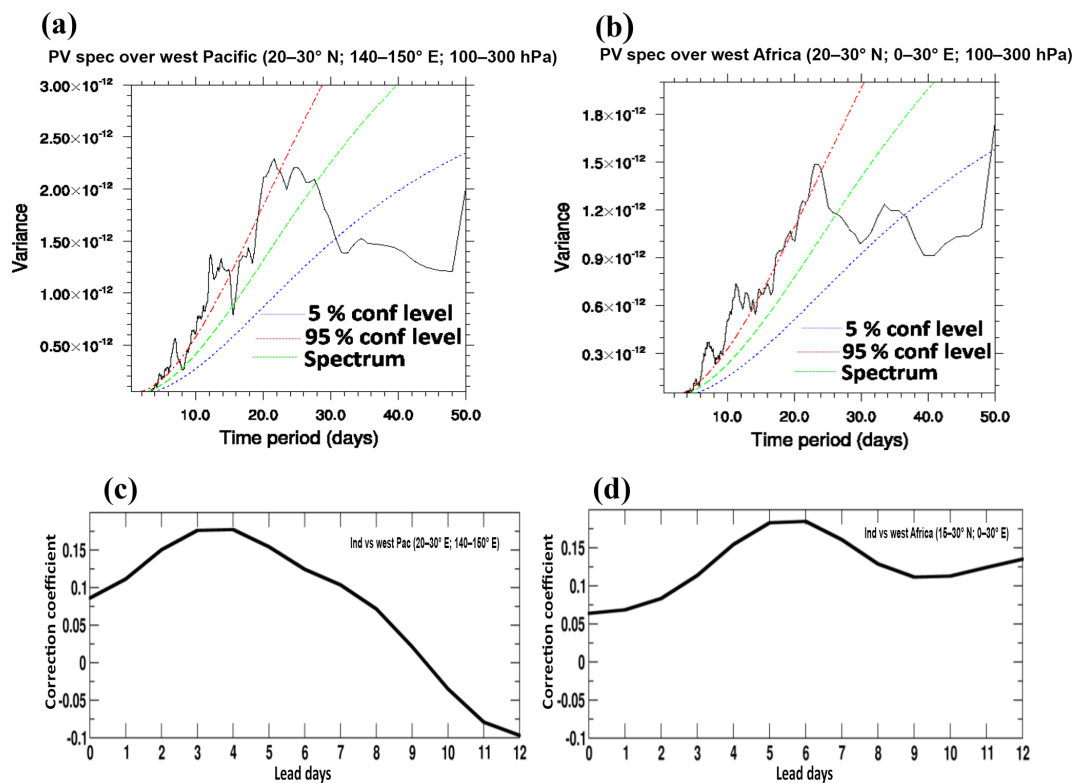 (a)
PV spec over west Pacific (20–30° N; 140–150° E; 100–300 hPa)
3.00×10⁻¹²
2.50×10⁻¹²
2.00×10⁻¹²
1.50×10⁻¹²
1.00×10⁻¹²
0.50×10⁻¹²
Variance
5 % conf level
95 % conf level
Spectrum
10.0 20.0 30.0 40.0 50.0
Time period (days)
(b)
PV spec over west Africa (20–30° N; 0–30° E; 100–300 hPa)
1.8×10⁻¹²
1.5×10⁻¹²
1.2×10⁻¹²
0.9×10⁻¹²
0.6×10⁻¹²
0.3×10⁻¹²
Variance
5 % conf level
95 % conf level
Spectrum
10.0 20.0 30.0 40.0 50.0
Time period (days)
(c)
Ind vs west Pac (20–30° E; 140–150° E)
0.15
0.1
0.05
0
-0.05
-0.1
Correction coefficient
0 1 2 3 4 5 6 7 8 9 10 11 12
Lead days
(d)
Ind vs west Africa (15–30° N; 0–30° E)
0.15
0.1
0.05
0
-0.05
-0.1
Correction coefficient
0 1 2 3 4 5 6 7 8 9 10 11 12
Lead days